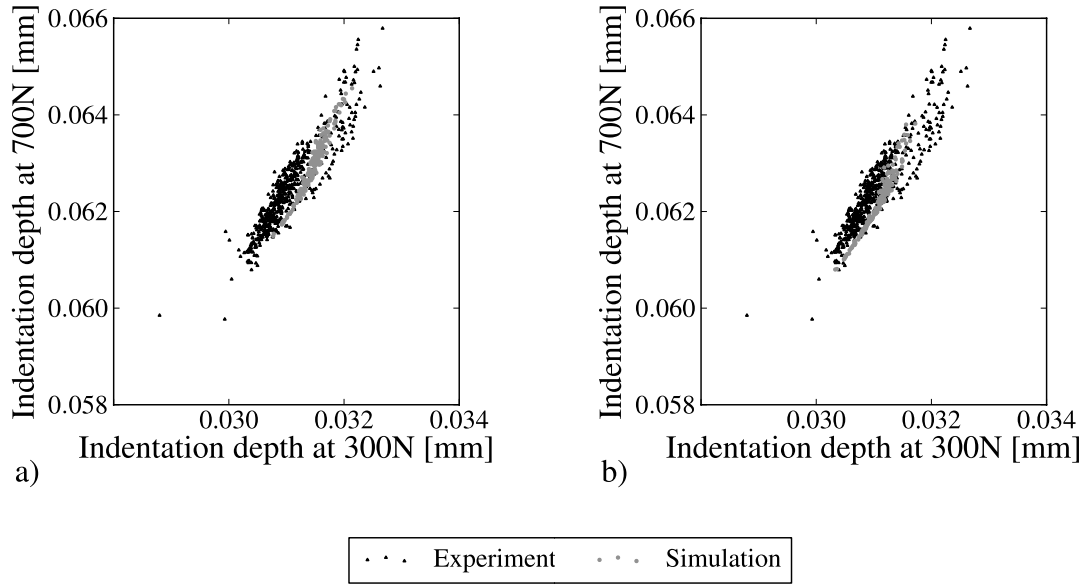 Indentation depth at 700N [mm]
0.066
0.064
0.062
0.060
0.058
0.030
0.032
0.034
Indentation depth at 300N [mm]
a)
Indentation depth at 700N [mm]
0.066
0.064
0.062
0.060
0.058
0.030
0.032
0.034
Indentation depth at 300N [mm]
b)
Experiment
Simulation